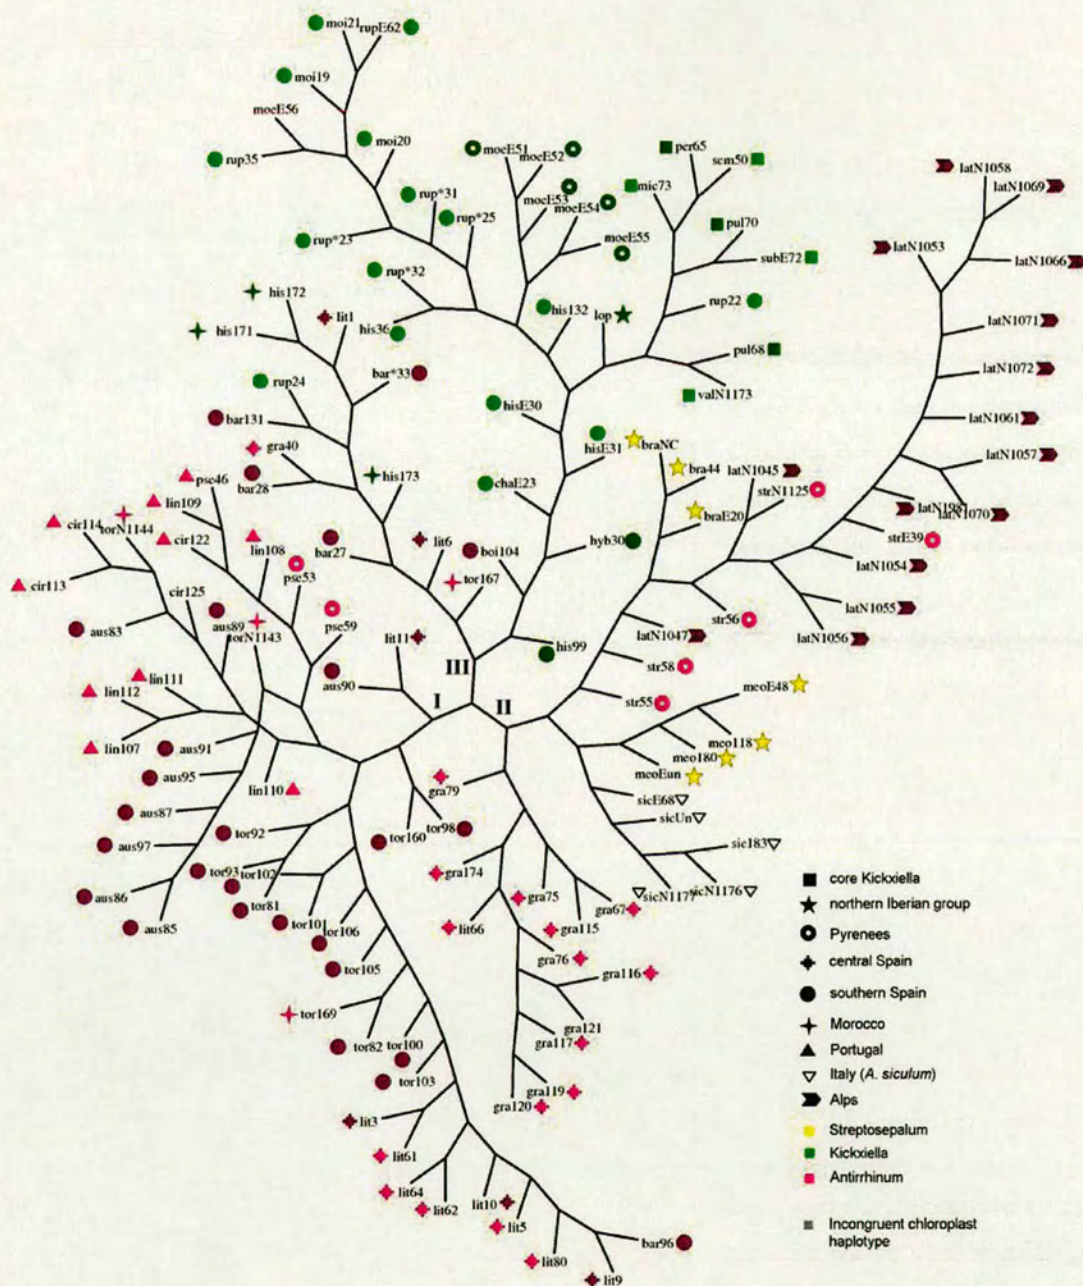 moi21
rupE62
moi19
moeE56
rup35
moi20
rup*31
rup*25
rup*23
rup*32
his36
his172
his171
lit1
bar*33
rup24
bar131
gra40
bar28
his173
bar27
lit6
tor167
boi104
lit11
aus90
moeE51
moeE52
moeE53
moeE54
moeE55
his132
lop
mic73
per65
scm50
pul70
subE72
rup22
pul68
valN1173
hisE30
hisE31
chaE23
hyb30
his99
latN1058
latN1069
latN1053
latN1066
latN1071
latN1072
latN1061
latN1057
latN1070
latN198
strE39
latN1054
latN1055
latN1056
braNC
bra44
braE20
latN1045
strN1125
str56
latN1047
str58
str55
meoE48
meo118
meo180
meoEun
sicE68
sicUn
sic183
sicN1176
sicN1177
pse46
lin109
cir114
torN1144
cir122
cir113
lin108
pse53
cir125
aus83
aus89
torN1143
pse59
lin111
lin112
lin107
aus91
aus95
lin110
aus87
aus97
aus86
aus85
III
I
II
gra79
tor160
tor98
tor92
tor93
tor102
tor81
tor101
tor106
tor105
tor169
tor82
tor100
tor103
lit3
lit61
lit64
lit62
lit10
lit5
lit80
lit9
bar96
gra174
lit66
gra75
gra67
gra115
gra76
gra116
gra121
gra117
gra119
gra120
core Kickxiella
northern Iberian group
Pyrenees
central Spain
southern Spain
Morocco
Portugal
Italy (A. siculum)
Alps
Streptosepalum
Kickxiella
Antirrhinum
Incongruent chloroplast
haplotype